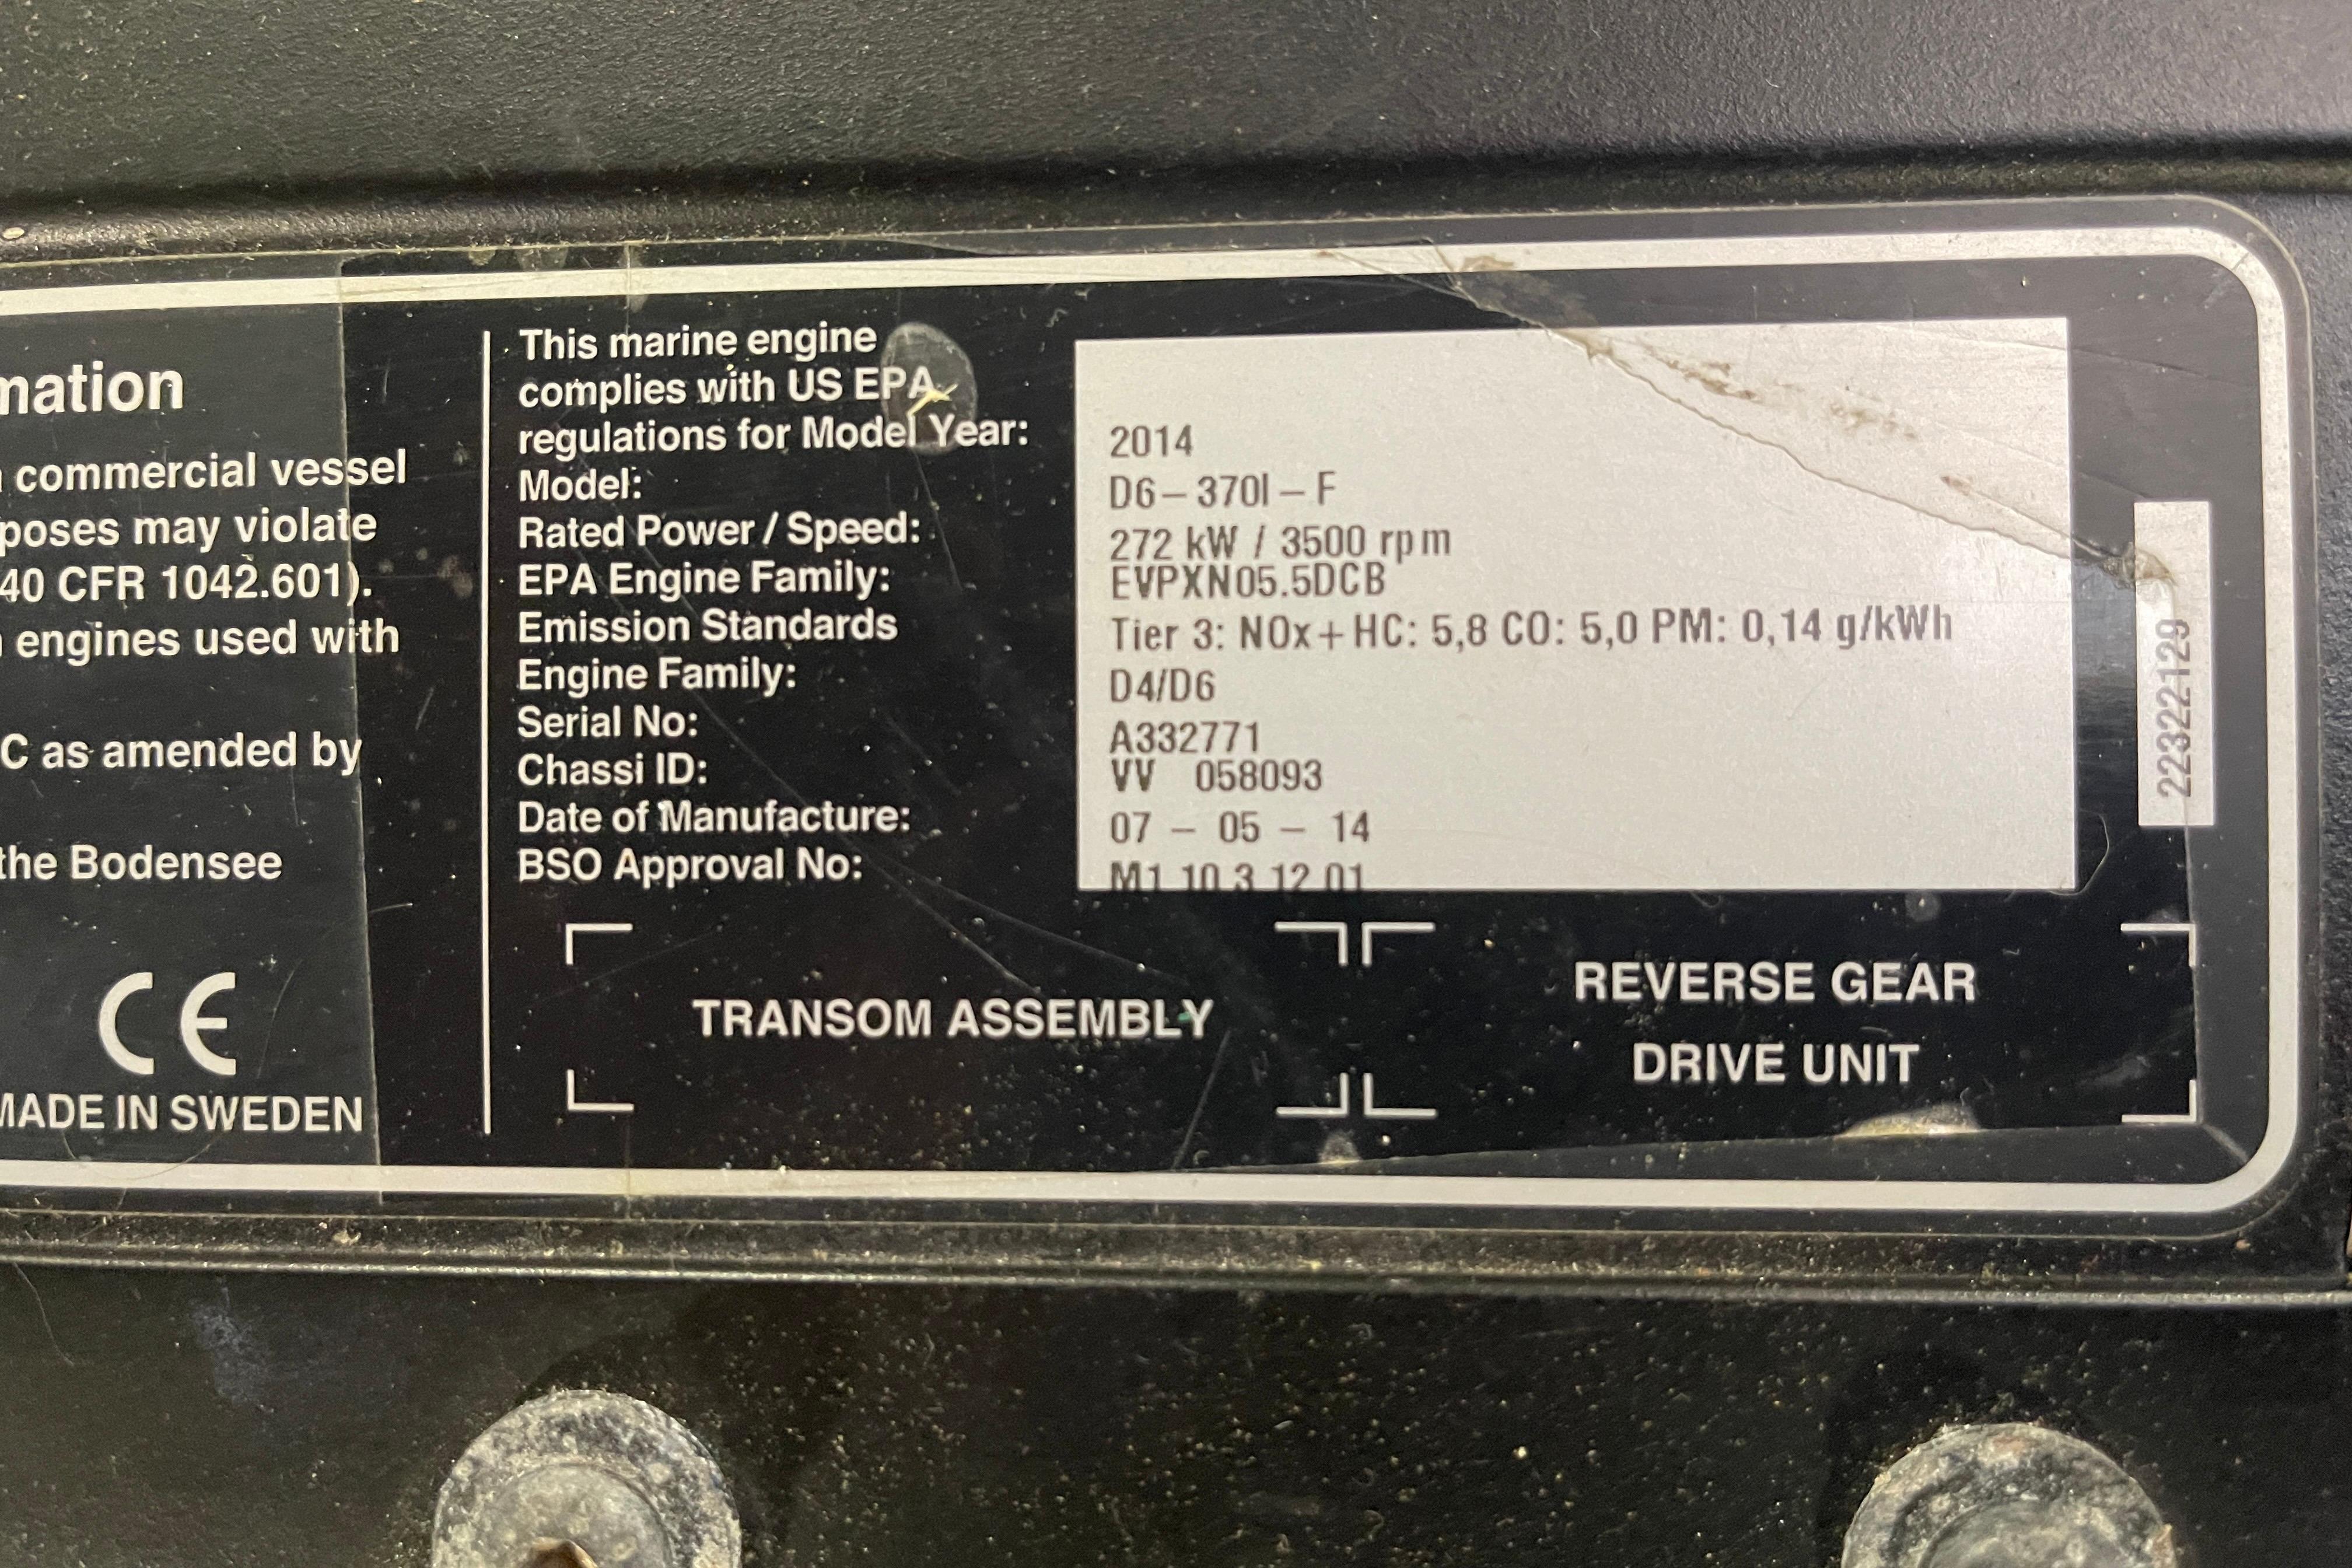 mation
commercial vessel
poses may violate
40 CFR 1042.601).
engines used with
C as amended by
the Bodensee
CE
MADE IN SWEDEN
This marine engine
complies with US EPA
regulations for Model Year: 2014
Model: D6-370I-F
Rated Power / Speed: 272 kW / 3500 rpm
EPA Engine Family: EVPXN05.5DCB
Emission Standards Tier 3: NOx+HC: 5,8 CO: 5,0 PM: 0,14 g/kWh
Engine Family: D4/D6
Serial No: A332771
Chassi ID: VV 058093
Date of Manufacture: 07 - 05 - 14
BSO Approval No: M1 10 3 12 01
TRANSOM ASSEMBLY
REVERSE GEAR
DRIVE UNIT
22322129